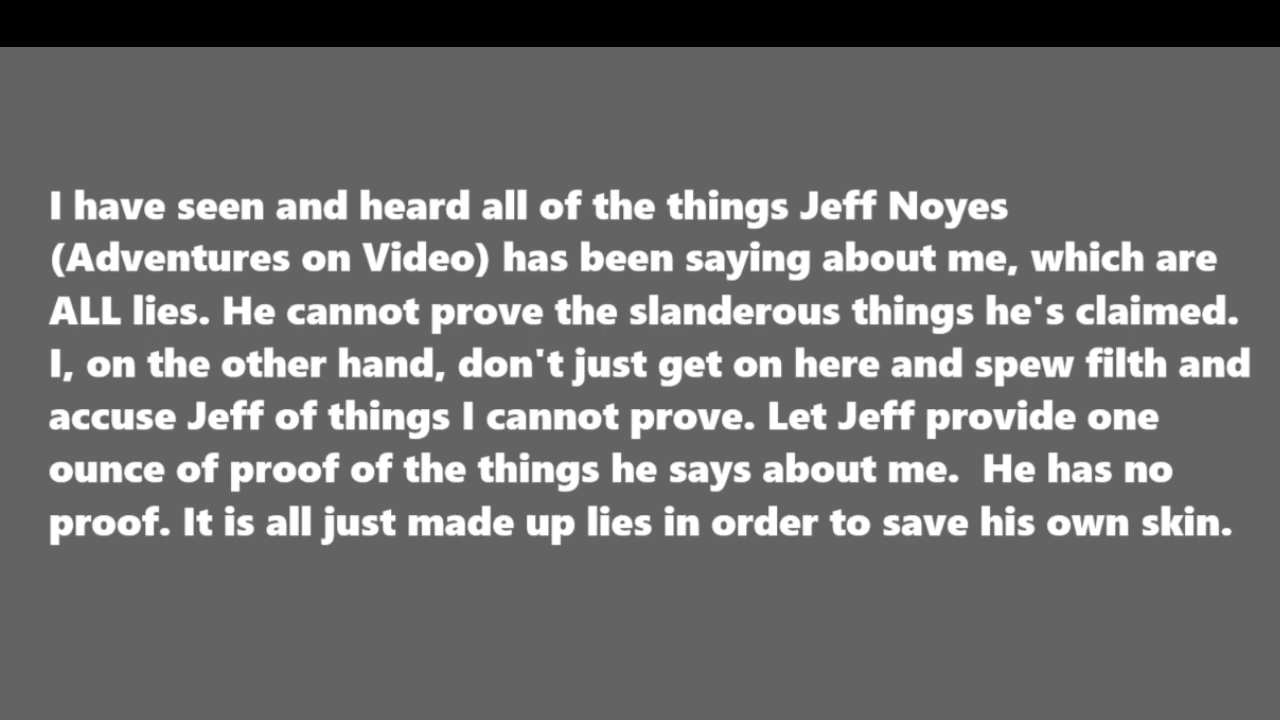 I have seen and heard all of the things Jeff Noyes
(Adventures on Video) has been saying about me, which are
ALL lies. He cannot prove the slanderous things he's claimed.
I, on the other hand, don't just get on here and spew filth and
accuse Jeff of things I cannot prove. Let Jeff provide one
ounce of proof of the things he says about me.  He has no
proof. It is all just made up lies in order to save his own skin.